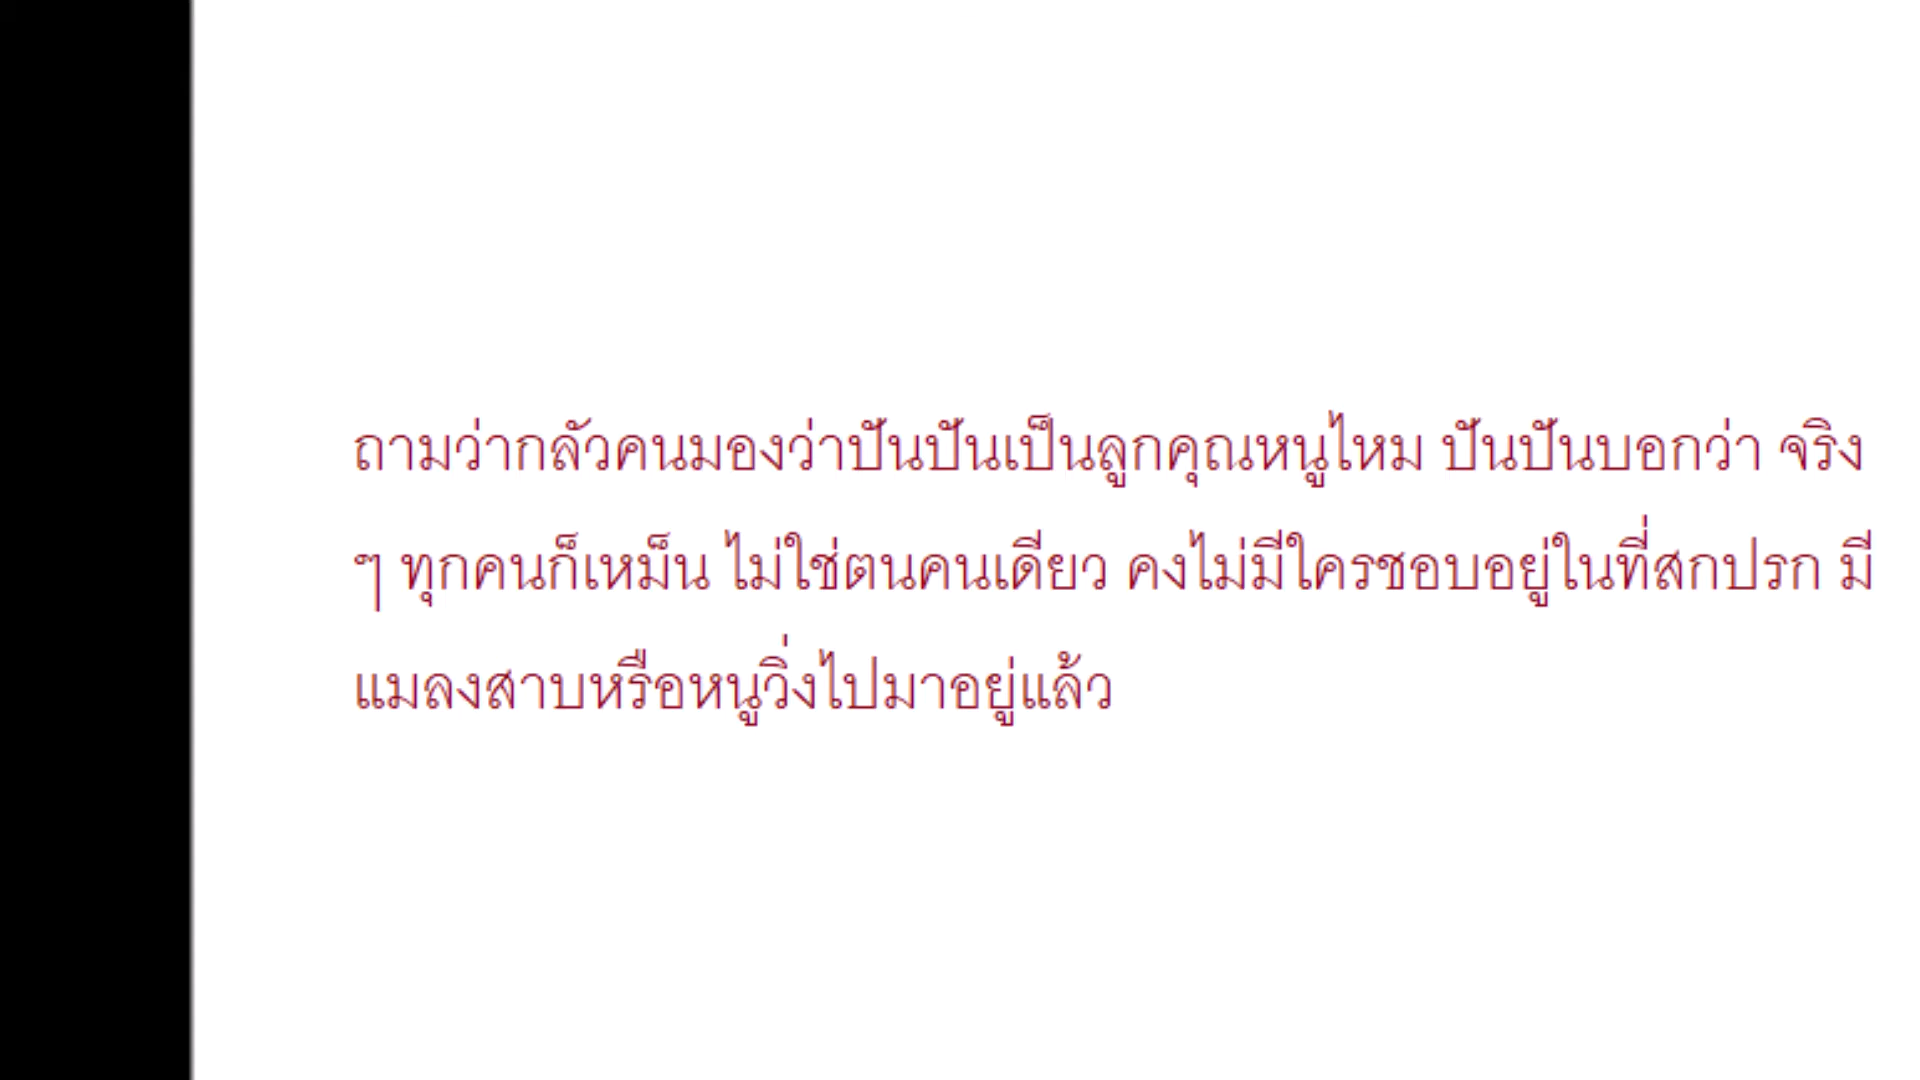 ถามว่ากลัวคนมองว่าปันปันเป็นลูกคุณหนูไหม ปันปันบอกว่า จริง
ๆ ทุกคนก็เหม็น ไม่ใช่ตนคนเดียว คงไม่มีใครชอบอยู่ในที่สกปรก มี
แมลงสาบหรือหนูวิ่งไปมาอยู่แล้ว